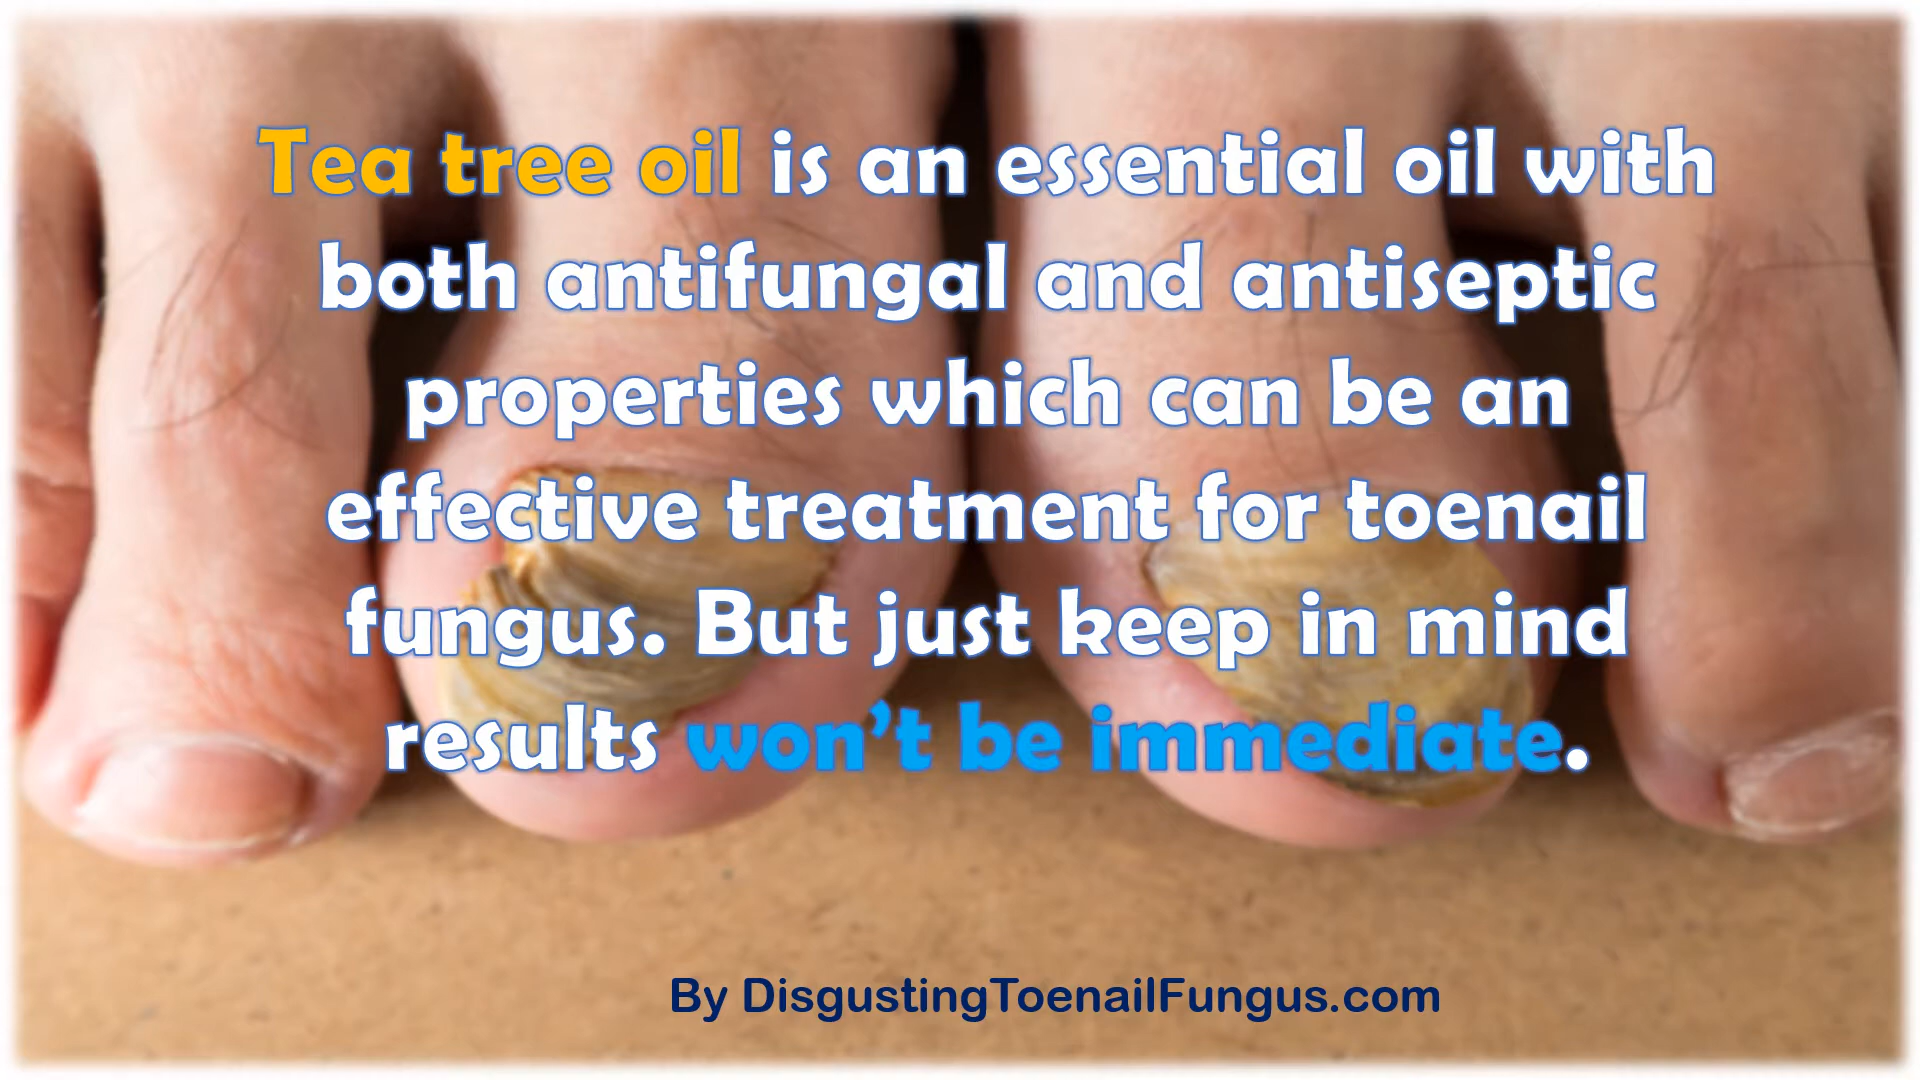 Tea tree oil is an essential oil with
both antifungal and antiseptic
properties which can be an
effective treatment for toenail
fungus. But just keep in mind
results won't be immediate.
By DisgustingToenailFungus.com